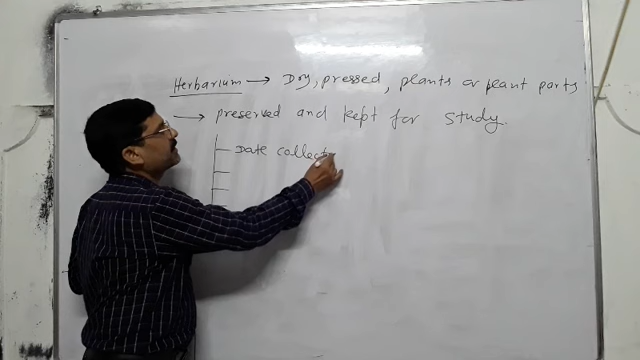 Herbarium → Dry, pressed, plants or plant parts
→ preserved and kept for study.
Date collect